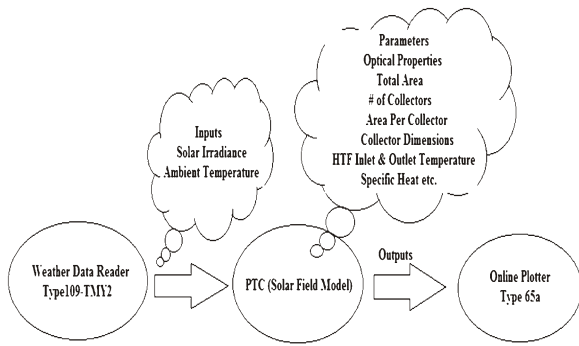 Parameters
Optical Properties
Total Area
# of Collectors
Area Per Collector
Collector Dimensions
HTF Inlet & Outlet Temperature
Specific Heat etc.
Inputs
Solar Irradiance
Ambient Temperature
Weather Data Reader
Type109-TMY2
PTC (Solar Field Model)
Outputs
Online Plotter
Type 65a